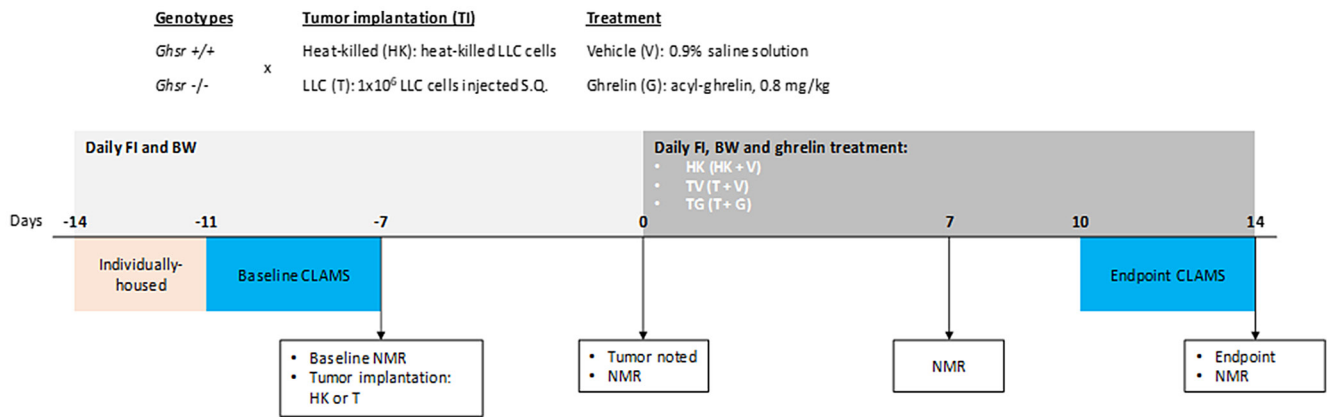 Genotypes Tumor implantation (TI) Treatment
Ghsr +/+ Heat-killed (HK): heat-killed LLC cells Vehicle (V): 0.9% saline solution
x
Ghsr -/- LLC (T): 1x10⁶ LLC cells injected S.Q. Ghrelin (G): acyl-ghrelin, 0.8 mg/kg
Daily FI and BW
Daily FI, BW and ghrelin treatment:
• HK (HK + V)
• TV (T + V)
• TG (T + G)
Days -14 -11 -7 0 7 10 14
Individually-
housed
Baseline CLAMS
Endpoint CLAMS
• Baseline NMR
• Tumor implantation:
HK or T
• Tumor noted
• NMR
NMR
• Endpoint
• NMR